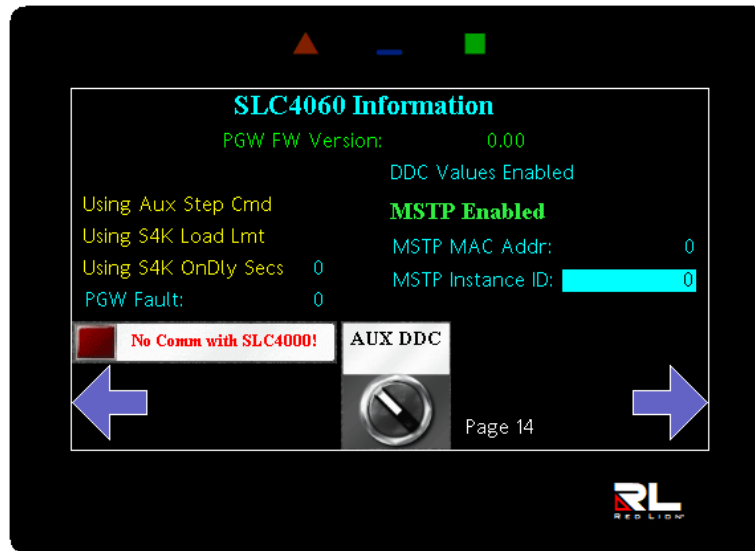 SLC4060 Information
PGW FW Version: 0.00
DDC Values Enabled
Using Aux Step Cmd
MSTP Enabled
Using S4K Load Lmt
MSTP MAC Addr: 0
Using S4K OnDly Secs 0
MSTP Instance ID: 0
PGW Fault: 0
No Comm with SLC4000!
AUX DDC
Page 14
RL
RED LION